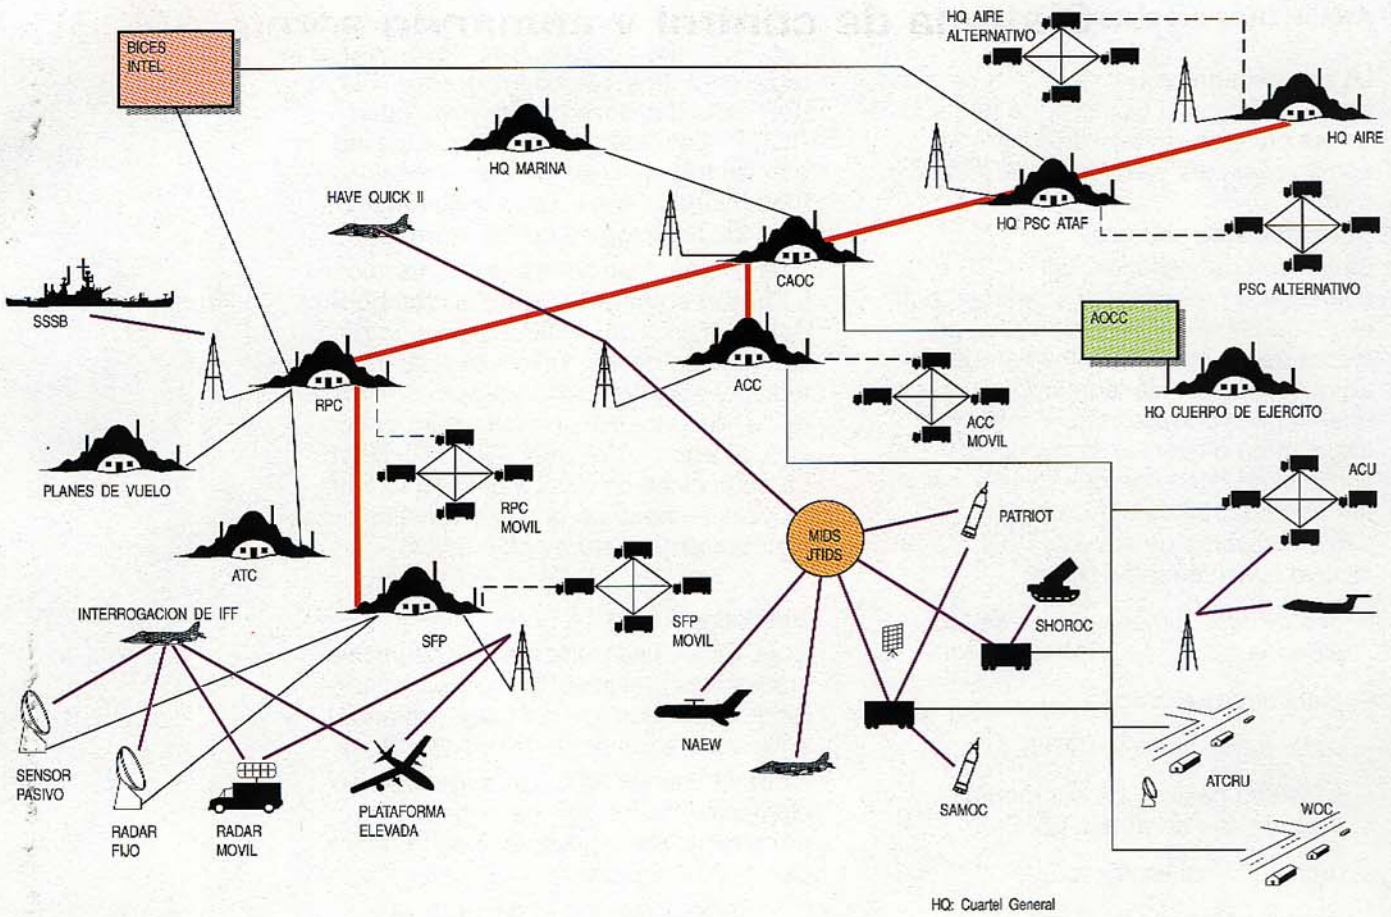 HQ AIRE
ALTERNATIVO
BICES
INTEL
HQ AIRE
HQ MARINA
HAVE QUICK II
HQ PSC ATAF
CAOC
PSC ALTERNATIVO
SSSB
AOCC
RPC
ACC
ACC
MOVIL
HQ CUERPO DE EJERCITO
PLANES DE VUELO
RPC
MOVIL
ACU
PATRIOT
MIDS
JTIDS
ATC
INTERROGACION DE IFF
SFP
SFP
MOVIL
SHOROC
NAEW
SENSOR
PASIVO
RADAR
FIJO
RADAR
MOVIL
PLATAFORMA
ELEVADA
SAMOC
ATCRU
WOC
HQ: Cuartel General